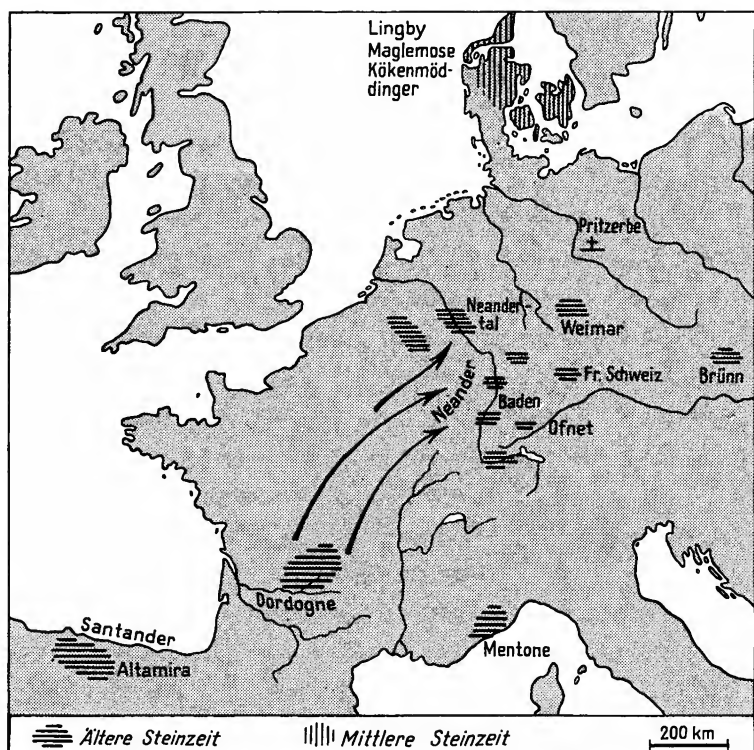 Lingby
Maglemose
Kökenmöd-
dinger
Pritzerbe
Neander-
tal
Weimar
Neander
Fr. Schweiz
Brünn
Baden
Ofnet
Dordogne
Santander
Altamira
Mentone
Ältere Steinzeit
Mittlere Steinzeit
200 km